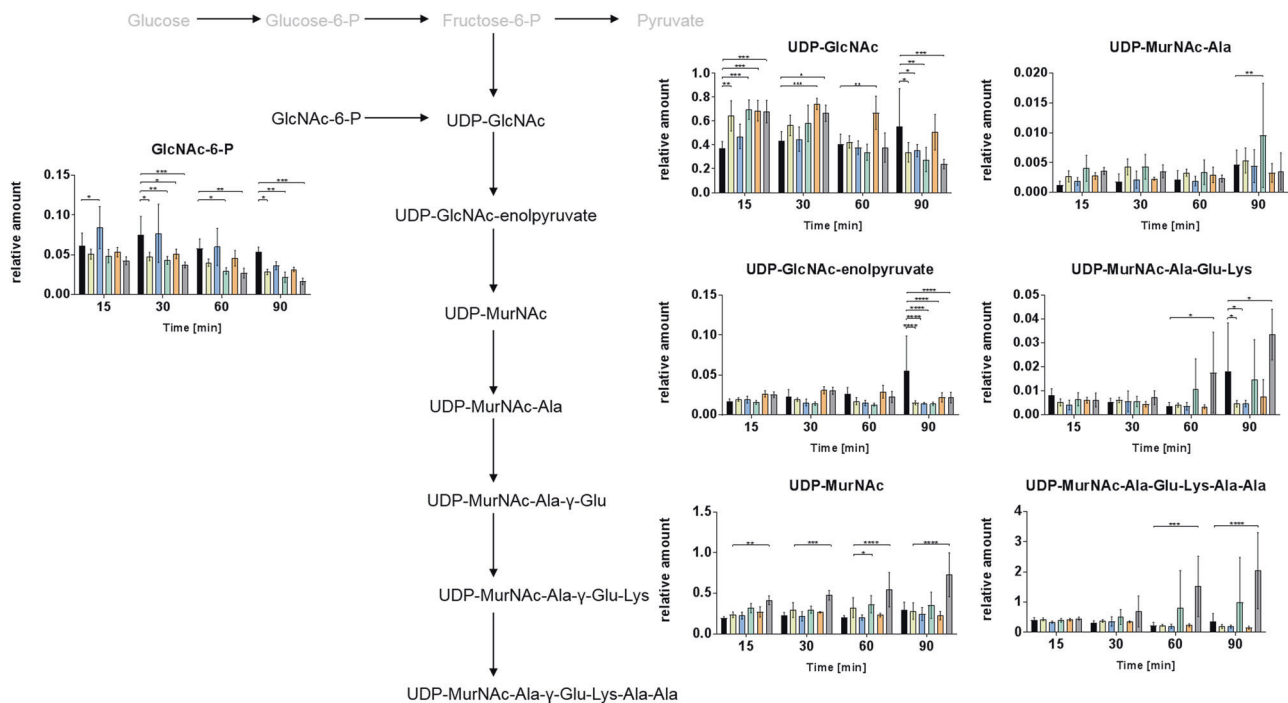 Glucose
Glucose-6-P
Fructose-6-P
Pyruvate
GlcNAc-6-P
UDP-GlcNAc
UDP-GlcNAc-enolpyruvate
UDP-MurNAc
UDP-MurNAc-Ala
UDP-MurNAc-Ala-γ-Glu
UDP-MurNAc-Ala-γ-Glu-Lys
UDP-MurNAc-Ala-γ-Glu-Lys-Ala-Ala
GlcNAc-6-P
relative amount
0.15
0.10
0.05
0.00
* * * *** ** * ** * *** ** *
15 30 60 90
Time [min]
UDP-GlcNAc
relative amount
1.0
0.8
0.6
0.4
0.2
0.0
*** *** *** ** * *** ** *** ** * *
15 30 60 90
Time [min]
UDP-MurNAc-Ala
relative amount
0.020
0.015
0.010
0.005
0.000
**
15 30 60 90
Time [min]
UDP-GlcNAc-enolpyruvate
relative amount
0.15
0.10
0.05
0.00
**** **** **** **** ****
15 30 60 90
Time [min]
UDP-MurNAc-Ala-Glu-Lys
relative amount
0.05
0.04
0.03
0.02
0.01
0.00
* * * *
15 30 60 90
Time [min]
UDP-MurNAc
relative amount
1.5
1.0
0.5
0.0
** *** **** * ****
15 30 60 90
Time [min]
UDP-MurNAc-Ala-Glu-Lys-Ala-Ala
relative amount
4
3
2
1
0
*** ****
15 30 60 90
Time [min]